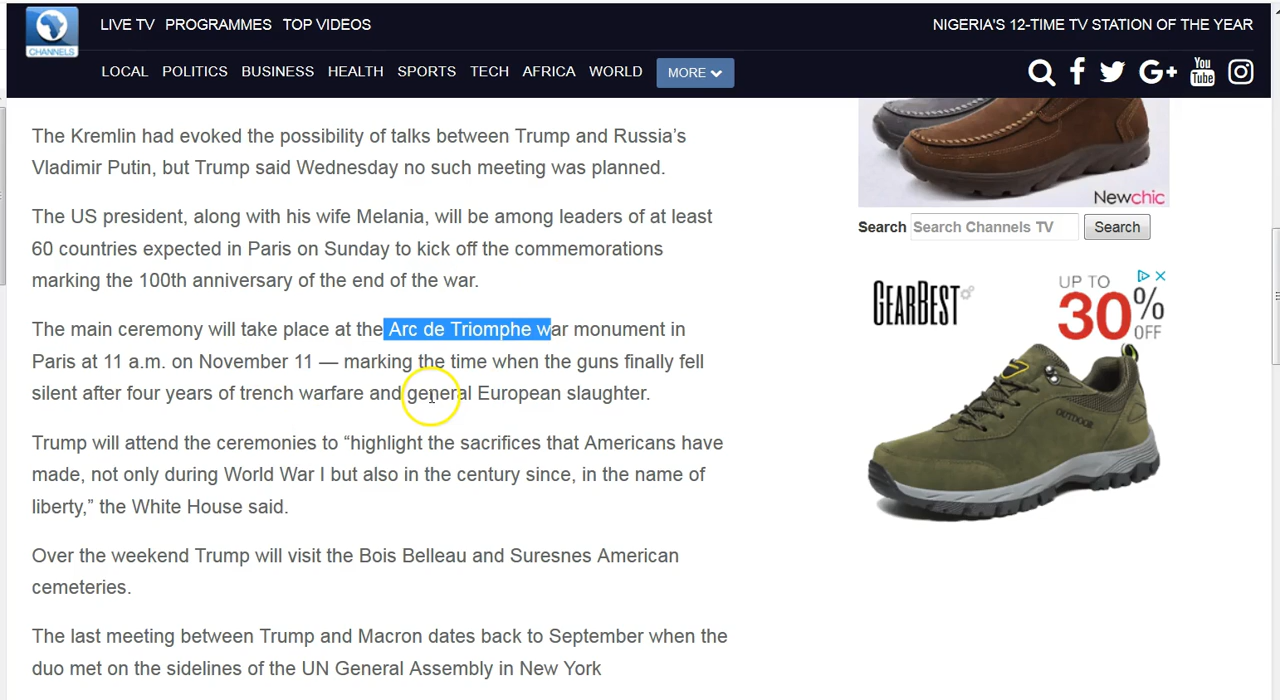 LIVE TV PROGRAMMES TOP VIDEOS
NIGERIA'S 12-TIME TV STATION OF THE YEAR
CHANNELS
LOCAL POLITICS BUSINESS HEALTH SPORTS TECH AFRICA WORLD MORE
You
Tube
The Kremlin had evoked the possibility of talks between Trump and Russia’s
Vladimir Putin, but Trump said Wednesday no such meeting was planned.
The US president, along with his wife Melania, will be among leaders of at least
60 countries expected in Paris on Sunday to kick off the commemorations
marking the 100th anniversary of the end of the war.
The main ceremony will take place at the Arc de Triomphe war monument in
Paris at 11 a.m. on November 11 — marking the time when the guns finally fell
silent after four years of trench warfare and general European slaughter.
Trump will attend the ceremonies to “highlight the sacrifices that Americans have
made, not only during World War I but also in the century since, in the name of
liberty,” the White House said.
Over the weekend Trump will visit the Bois Belleau and Suresnes American
cemeteries.
The last meeting between Trump and Macron dates back to September when the
duo met on the sidelines of the UN General Assembly in New York
Newchic
Search Search Channels TV Search
GEARBEST
UP TO
30%
OFF
OUTDOOR